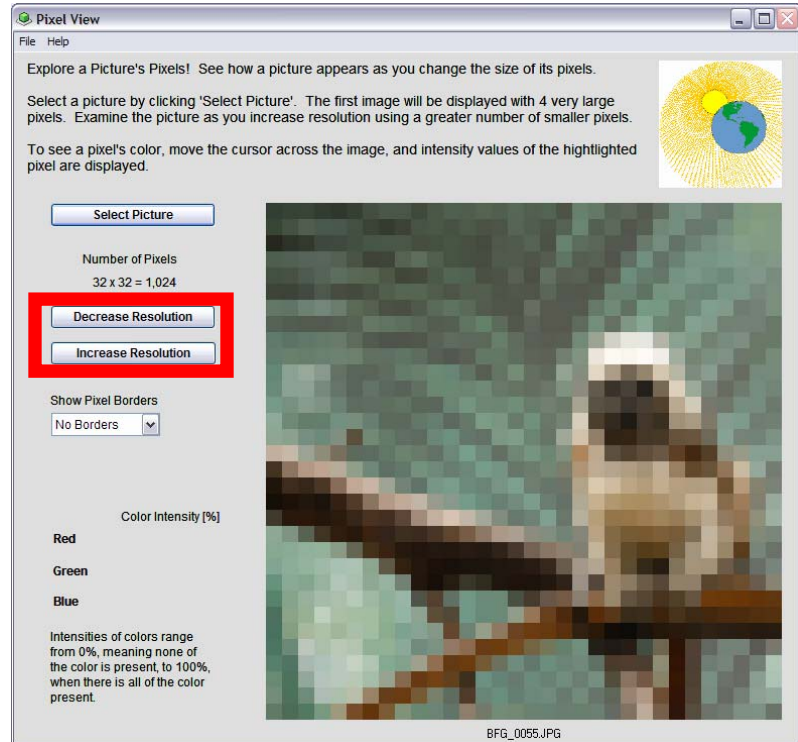 Pixel View
File Help
Explore a Picture's Pixels! See how a picture appears as you change the size of its pixels.
Select a picture by clicking 'Select Picture'. The first image will be displayed with 4 very large
pixels. Examine the picture as you increase resolution using a greater number of smaller pixels.
To see a pixel's color, move the cursor across the image, and intensity values of the hightlighted
pixel are displayed.
Select Picture
Number of Pixels
32 x 32 = 1,024
Decrease Resolution
Increase Resolution
Show Pixel Borders
No Borders
Color Intensity [%]
Red
Green
Blue
Intensities of colors range
from 0%, meaning none of
the color is present, to 100%,
when there is all of the color
present.
BFG_0055.JPG